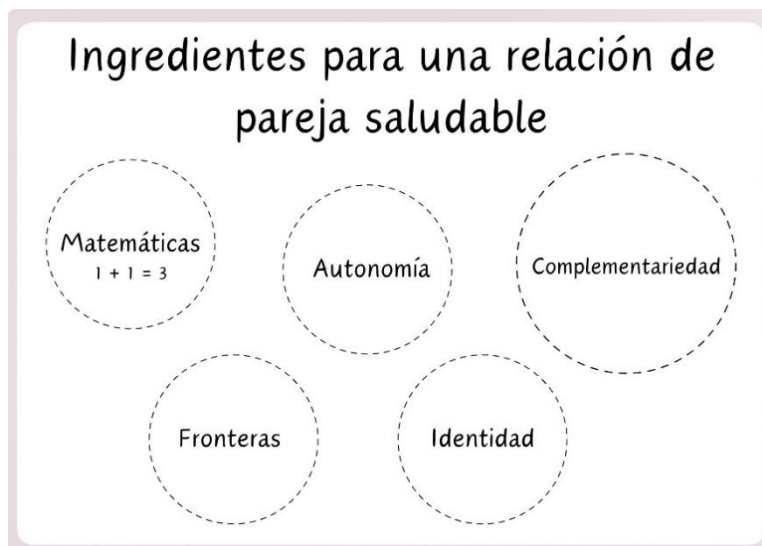 Ingredientes para una relación de
pareja saludable
Matemáticas
1 + 1 = 3
Autonomía
Complementariedad
Fronteras
Identidad